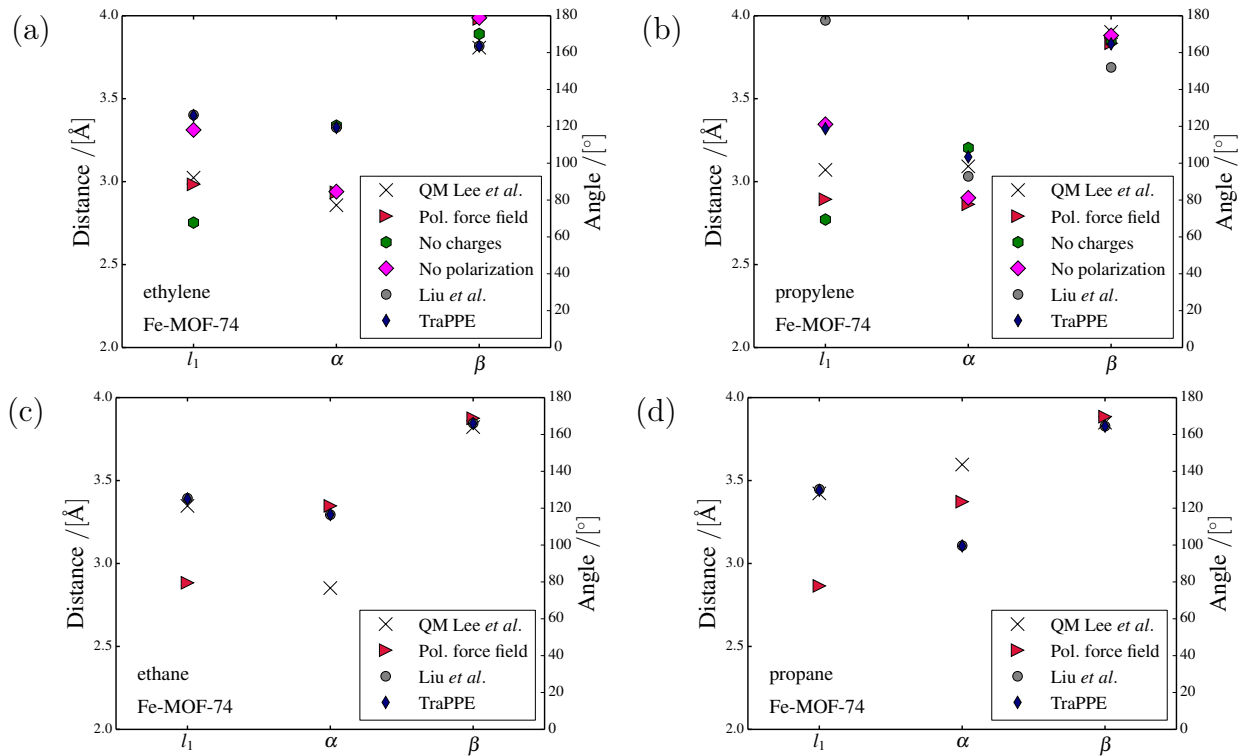 (a)
4.0
3.5
3.0
2.5
2.0
Distance /[Å]
180
160
140
120
100
80
60
40
20
0
Angle /[°]
QM Lee et al.
Pol. force field
No charges
No polarization
Liu et al.
TraPPE
ethylene
Fe-MOF-74
l₁
α
β
(b)
4.0
3.5
3.0
2.5
2.0
Distance /[Å]
180
160
140
120
100
80
60
40
20
0
Angle /[°]
QM Lee et al.
Pol. force field
No charges
No polarization
Liu et al.
TraPPE
propylene
Fe-MOF-74
l₁
α
β
(c)
4.0
3.5
3.0
2.5
2.0
Distance /[Å]
180
160
140
120
100
80
60
40
20
0
Angle /[°]
QM Lee et al.
Pol. force field
Liu et al.
TraPPE
ethane
Fe-MOF-74
l₁
α
β
(d)
4.0
3.5
3.0
2.5
2.0
Distance /[Å]
180
160
140
120
100
80
60
40
20
0
Angle /[°]
QM Lee et al.
Pol. force field
Liu et al.
TraPPE
propane
Fe-MOF-74
l₁
α
β